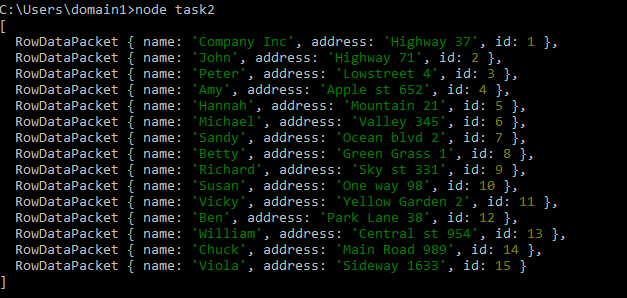 C:\Users\domain1>node task2
[
  RowDataPacket { name: 'Company Inc', address: 'Highway 37', id: 1 },
  RowDataPacket { name: 'John', address: 'Highway 71', id: 2 },
  RowDataPacket { name: 'Peter', address: 'Lowstreet 4', id: 3 },
  RowDataPacket { name: 'Amy', address: 'Apple st 652', id: 4 },
  RowDataPacket { name: 'Hannah', address: 'Mountain 21', id: 5 },
  RowDataPacket { name: 'Michael', address: 'Valley 345', id: 6 },
  RowDataPacket { name: 'Sandy', address: 'Ocean blvd 2', id: 7 },
  RowDataPacket { name: 'Betty', address: 'Green Grass 1', id: 8 },
  RowDataPacket { name: 'Richard', address: 'Sky st 331', id: 9 },
  RowDataPacket { name: 'Susan', address: 'One way 98', id: 10 },
  RowDataPacket { name: 'Vicky', address: 'Yellow Garden 2', id: 11 },
  RowDataPacket { name: 'Ben', address: 'Park Lane 38', id: 12 },
  RowDataPacket { name: 'William', address: 'Central st 954', id: 13 },
  RowDataPacket { name: 'Chuck', address: 'Main Road 989', id: 14 },
  RowDataPacket { name: 'Viola', address: 'Sideway 1633', id: 15 }
]